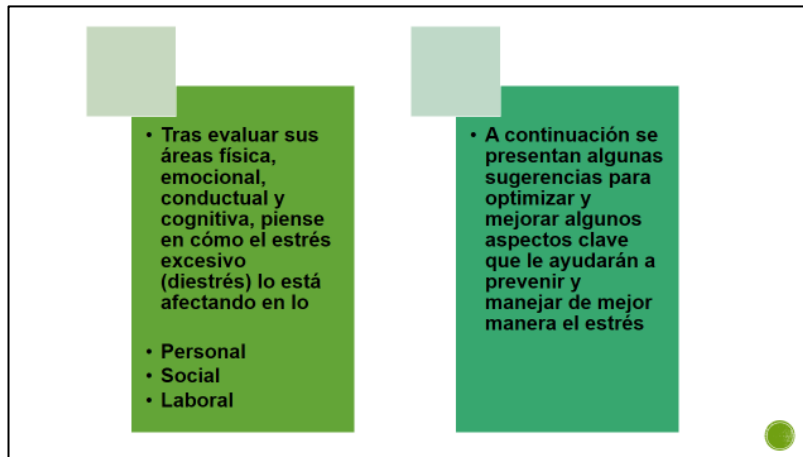 • Tras evaluar sus
áreas física,
emocional,
conductual y
cognitiva, piense
en cómo el estrés
excesivo
(diestrés) lo está
afectando en lo
• Personal
• Social
• Laboral
• A continuación se
presentan algunas
sugerencias para
optimizar y
mejorar algunos
aspectos clave
que le ayudarán a
prevenir y
manejar de mejor
manera el estrés